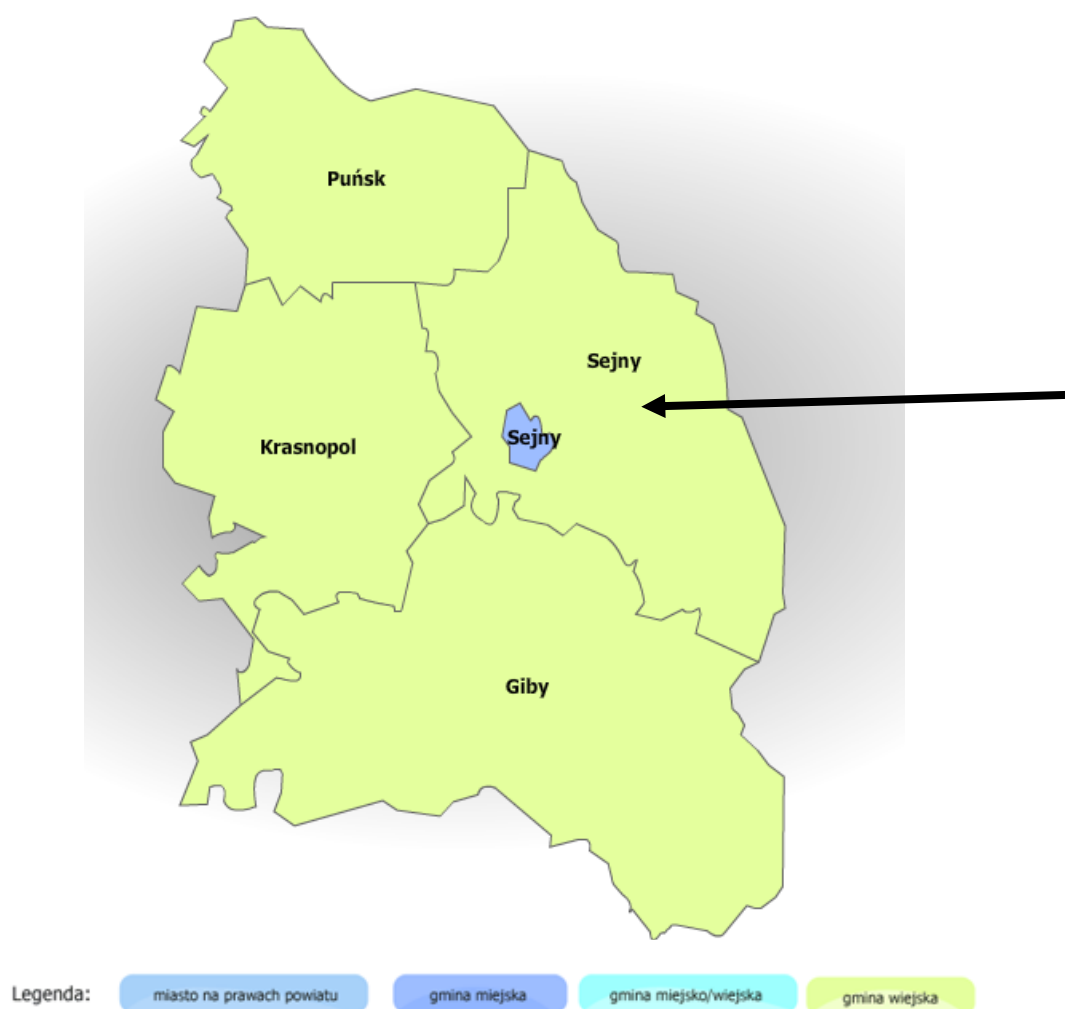 Puńsk
Sejny
Sejny
Krasnopol
Giby
Legenda:
miasto na prawach powiatu
gmina miejska
gmina miejsko/wiejska
gmina wiejska